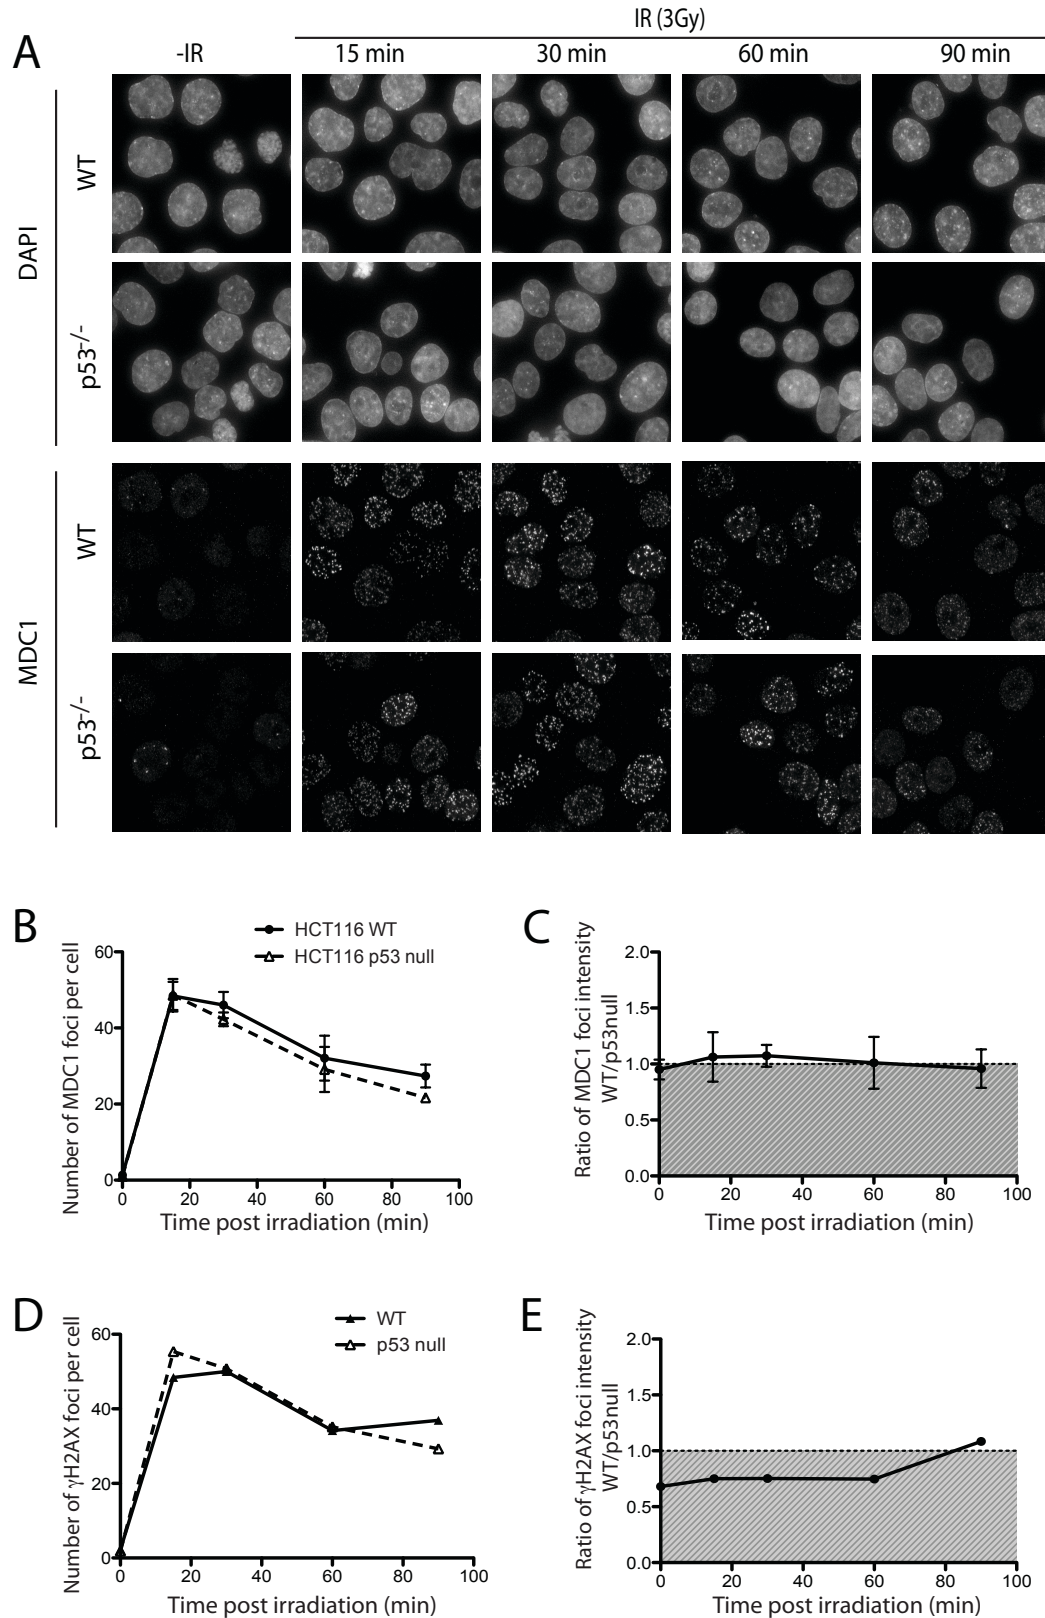 A
IR (3Gy)
-IR
15 min
30 min
60 min
90 min
DAPI
WT
p53-/-
MDC1
WT
p53-/-
B
Number of MDC1 foci per cell
HCT116 WT
HCT116 p53 null
60
40
20
0
0 20 40 60 80 100
Time post irradiation (min)
C
Ratio of MDC1 foci intensity
WT/p53null
2.0
1.5
1.0
0.5
0.0
0 20 40 60 80 100
Time post irradiation (min)
D
Number of γH2AX foci per cell
WT
p53 null
60
40
20
0
0 20 40 60 80 100
Time post irradiation (min)
E
Ratio of γH2AX foci intensity
WT/p53null
2.0
1.5
1.0
0.5
0.0
0 20 40 60 80 100
Time post irradiation (min)